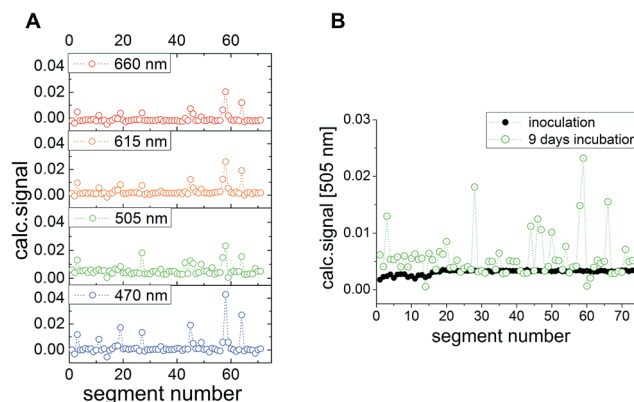 A
B
0 20 40 60
0.04
0.02
0.00
660 nm
0.04
0.02
0.00
615 nm
0.04
0.02
0.00
505 nm
0.04
0.02
0.00
470 nm
calc.signal
0 20 40 60
segment number
0.03
0.02
0.01
0.00
calc.signal [505 nm]
inoculation
9 days incubation
0 10 20 30 40 50 60 70
segment number